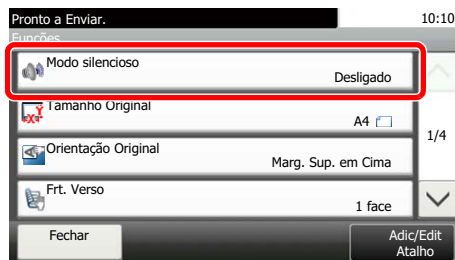 Pronto a Enviar.
10:10
Funções
Modo silencioso
Desligado
Tamanho Original
A4
1/4
Orientação Original
Marg. Sup. em Cima
Frt. Verso
1 face
Fechar
Adic/Edit
Atalho